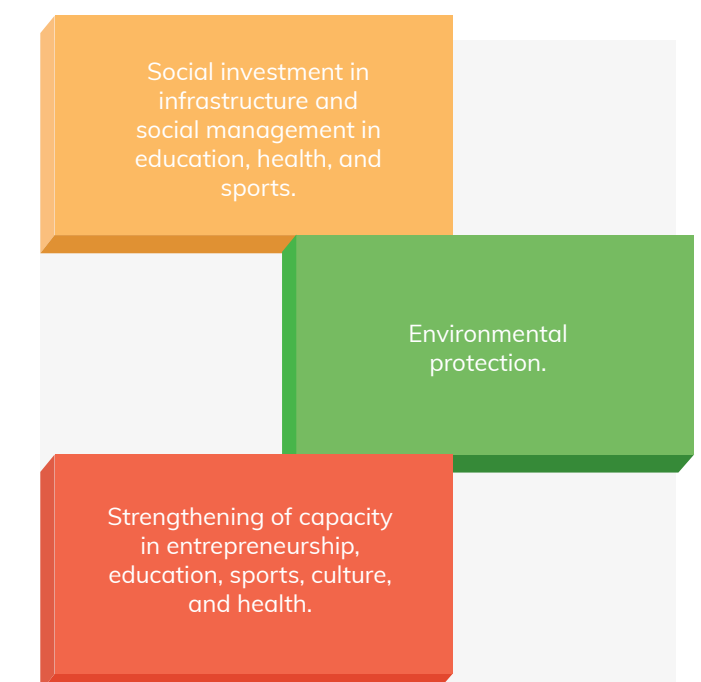 Social investment in
infrastructure and
social management in
education, health, and
sports.
Environmental
protection.
Strengthening of capacity
in entrepreneurship,
education, sports, culture,
and health.